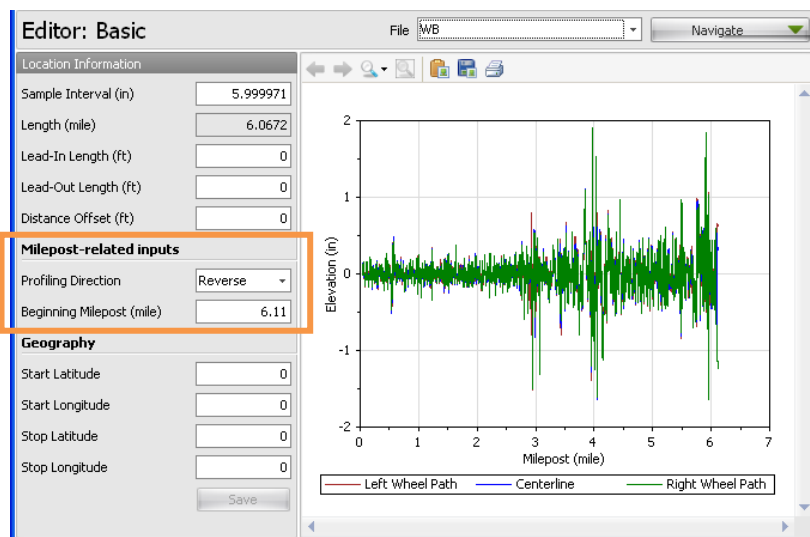 Editor: Basic
File WB Navigate
Location Information
Sample Interval (in) 5.999971
Length (mile) 6.0672
Lead-In Length (ft) 0
Lead-Out Length (ft) 0
Distance Offset (ft) 0
Milepost-related inputs
Profiling Direction Reverse
Beginning Milepost (mile) 6.11
Geography
Start Latitude 0
Start Longitude 0
Stop Latitude 0
Stop Longitude 0
Save
Elevation (in)
2
1
0
-1
-2
0 1 2 3 4 5 6 7
Milepost (mile)
Left Wheel Path Centerline Right Wheel Path